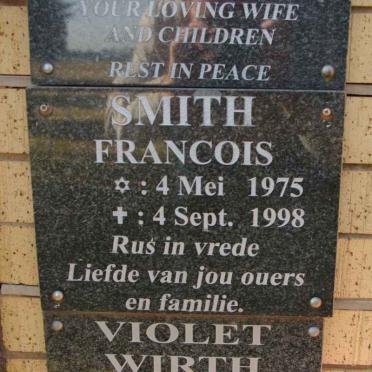 YOUR LOVING WIFE
AND CHILDREN
REST IN PEACE
SMITH
FRANCOIS
✡ : 4 Mei 1975
✝ : 4 Sept. 1998
Rus in vrede
Liefde van jou ouers
en familie.
VIOLET
WIRTH